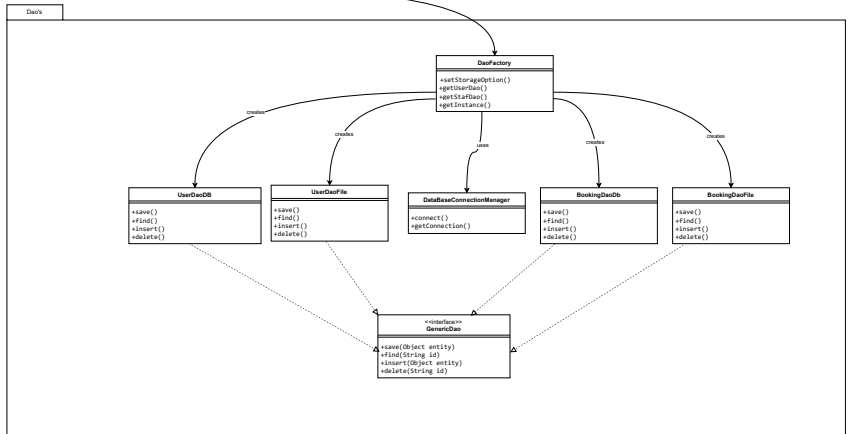 Dao's
DaoFactory
+setStorageOption()
+getUserDao()
+getStafDao()
+getInstance()
creates
creates
uses
creates
creates
UserDaoDB
+save()
+find()
+insert()
+delete()
UserDaoFile
+save()
+find()
+insert()
+delete()
DataBaseConnectionMenager
+connect()
+getConnection()
BookingDaoDb
+save()
+find()
+insert()
+delete()
BookingDaoFile
+save()
+find()
+insert()
+delete()
<<interface>>
GenericDao
+save(Object entity)
+find(String id)
+insert(Object entity)
+delete(String id)